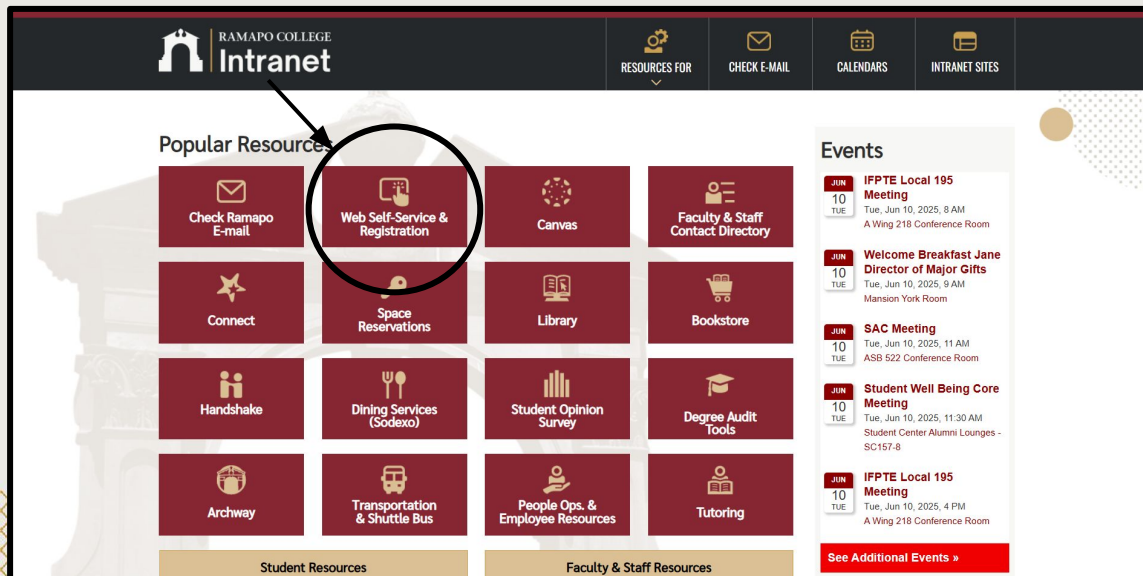 RAMAPO COLLEGE
Intranet
RESOURCES FOR
CHECK E-MAIL
CALENDARS
INTRANET SITES
Popular Resources
Check Ramapo
E-mail
Web Self-Service &
Registration
Canvas
Faculty & Staff
Contact Directory
Connect
Space
Reservations
Library
Bookstore
Handshake
Dining Services
(Sodexo)
Student Opinion
Survey
Degree Audit
Tools
Archway
Transportation
& Shuttle Bus
People Ops. &
Employee Resources
Tutoring
Student Resources
Faculty & Staff Resources
Events
JUN
10
TUE
IFPTE Local 195
Meeting
Tue, Jun 10, 2025, 8 AM
A Wing 218 Conference Room
JUN
10
TUE
Welcome Breakfast Jane
Director of Major Gifts
Tue, Jun 10, 2025, 9 AM
Mansion York Room
JUN
10
TUE
SAC Meeting
Tue, Jun 10, 2025, 11 AM
ASB 522 Conference Room
JUN
10
TUE
Student Well Being Core
Meeting
Tue, Jun 10, 2025, 11:30 AM
Student Center Alumni Lounges -
SC157-8
JUN
10
TUE
IFPTE Local 195
Meeting
Tue, Jun 10, 2025, 4 PM
A Wing 218 Conference Room
See Additional Events »